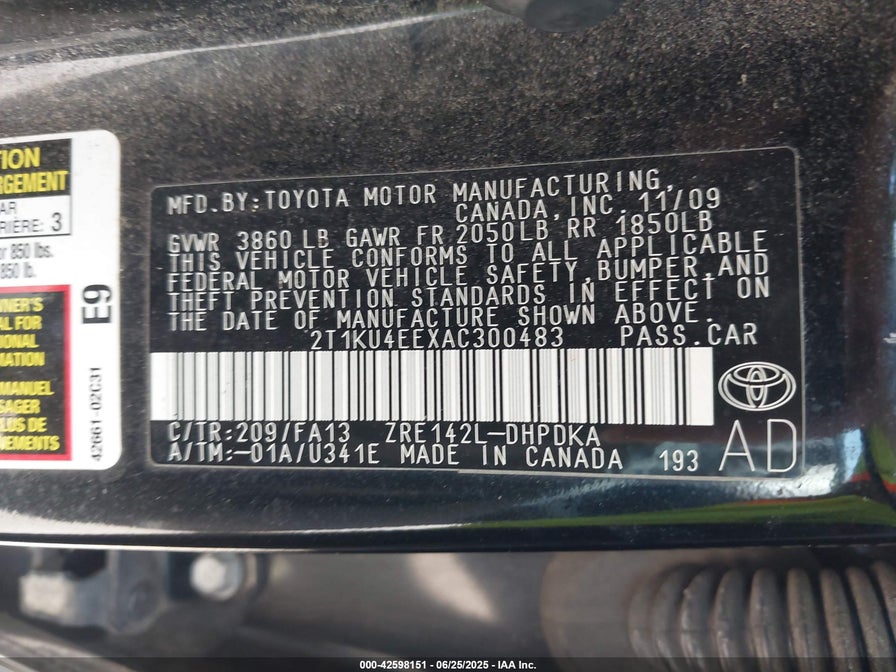 TION
RGEMENT
AR
RIÈRE: 3
r 850 lbs.
850 lb.
WNER'S
AL FOR
IONAL
MATION
MANUEL
SAGER
PLUS DE
NEMENTS
E9
42661-02C31
MFD.BY:TOYOTA MOTOR MANUFACTURING,
CANADA,INC. 11/09
GVWR 3860 LB GAWR FR 2050LB RR 1850LB
THIS VEHICLE CONFORMS TO ALL APPLICABLE
FEDERAL MOTOR VEHICLE SAFETY,BUMPER,AND
THEFT PREVENTION STANDARDS IN EFFECT ON
THE DATE OF MANUFACTURE SHOWN ABOVE.
2T1KU4EEXAC300483 PASS.CAR
C/TR:209/FA13 ZRE142L-DHPDKA
A/TM:-01A/U341E MADE IN CANADA 193
AD
000-42598151 / 06/25/2025 - IAA Inc.